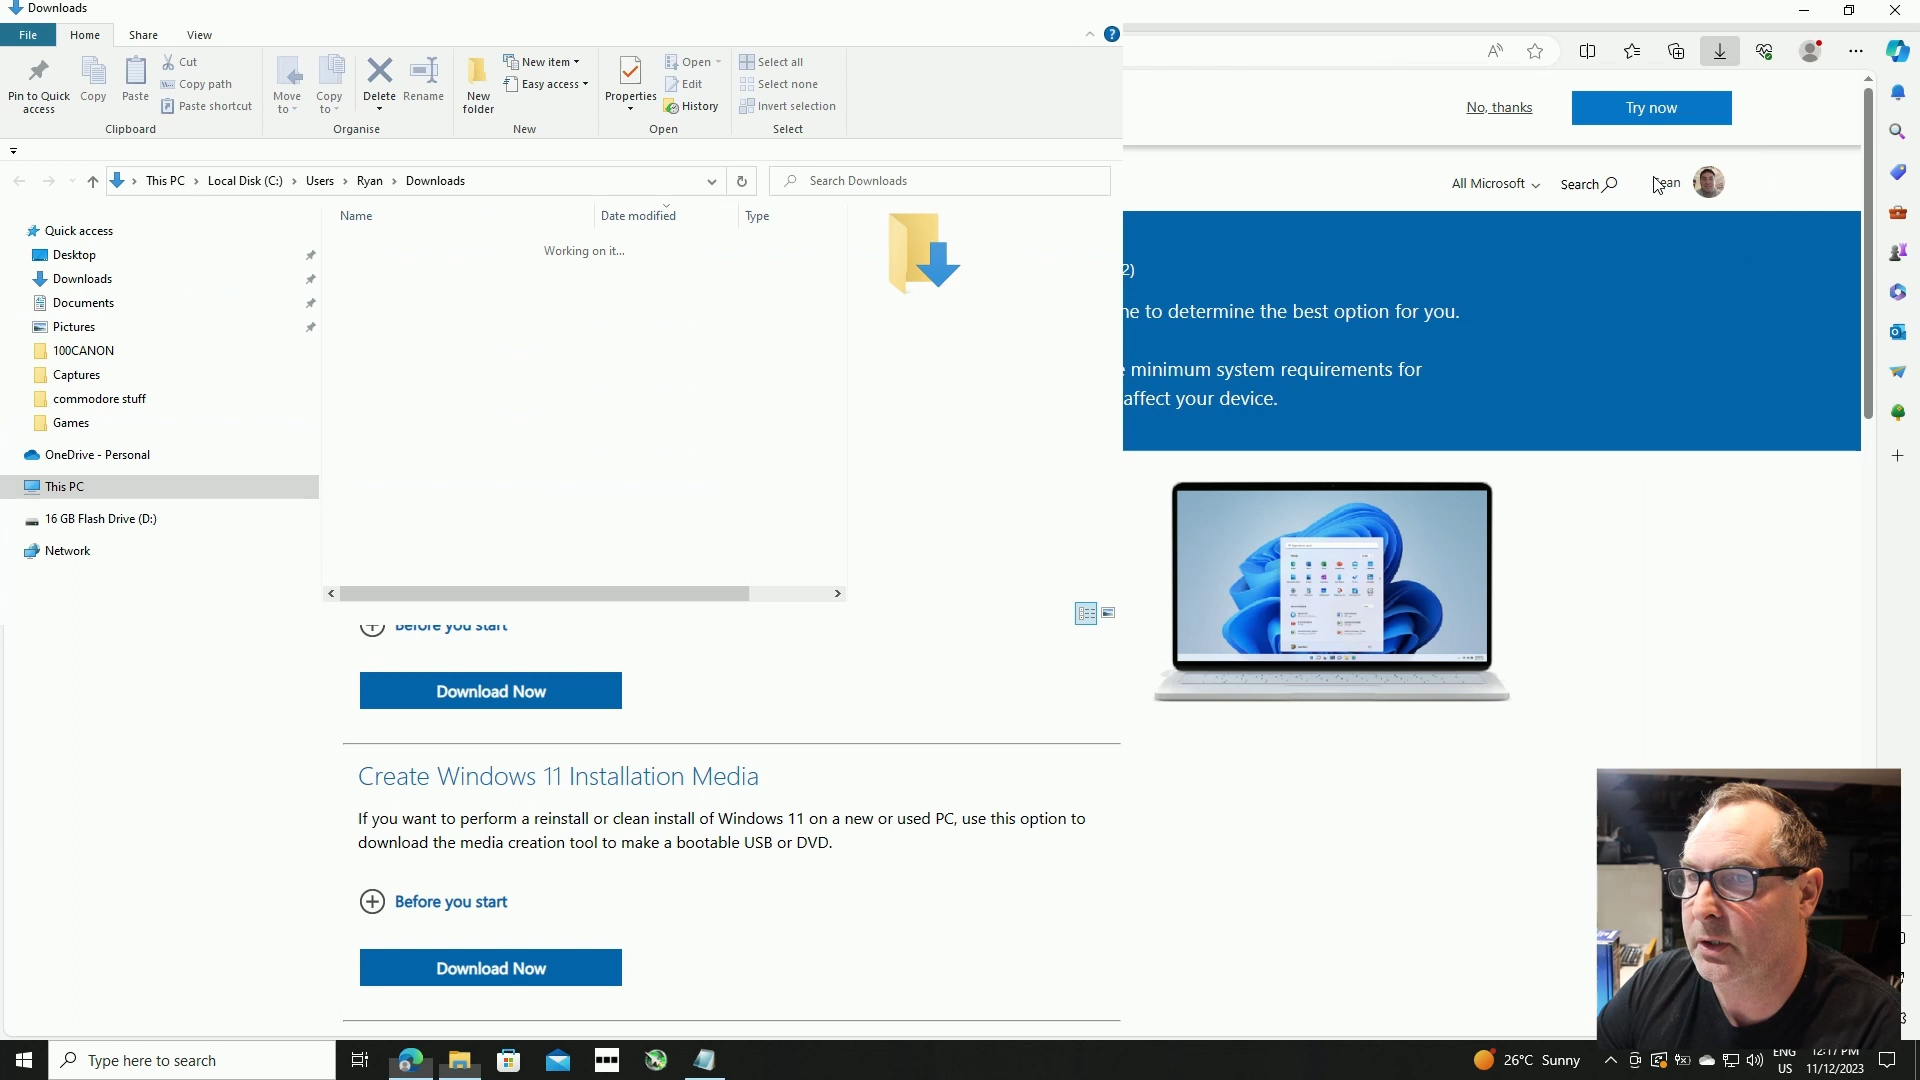 Downloads
File
Home
Share
View
Pin to Quick access
Copy
Paste
Cut
Copy path
Paste shortcut
Clipboard
Move to
Copy to
Delete
Rename
Organise
New folder
New item
Easy access
New
Properties
Open
Edit
History
Open
Select all
Select none
Invert selection
Select
This PC
Local Disk (C:)
Users
Ryan
Downloads
Search Downloads
Name
Date modified
Type
Working on it...
Quick access
Desktop
Downloads
Documents
Pictures
100CANON
Captures
commodore stuff
Games
OneDrive - Personal
This PC
16 GB Flash Drive (D:)
Network
No, thanks
Try now
All Microsoft
Search
2)
to determine the best option for you.
minimum system requirements for
affect your device.
Before you start
Download Now
Create Windows 11 Installation Media
If you want to perform a reinstall or clean install of Windows 11 on a new or used PC, use this option to
download the media creation tool to make a bootable USB or DVD.
Before you start
Download Now
Type here to search
26°C Sunny
ENG
US
12:17 PM
11/12/2023